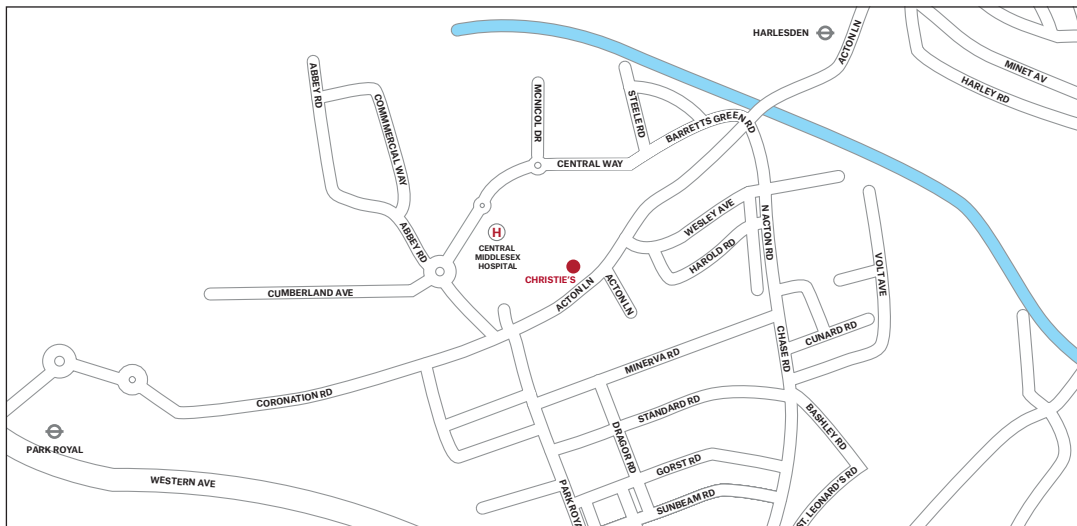 HARLESDEN
ACTON LN
MINET AV
HARLEY RD
ABBEY RD
COMMMERCIAL WAY
MCNICOL DR
STEELE RD
BARRETTS GREEN RD
CENTRAL WAY
WESLEY AVE
N ACTON RD
HAROLD RD
VOLT AVE
ABBEY RD
H
CENTRAL
MIDDLESEX
HOSPITAL
CHRISTIE'S
ACTON LN
ACTON LN
CUMBERLAND AVE
CUNARD RD
CHASE RD
MINERVA RD
CORONATION RD
STANDARD RD
BASHLEY RD
DRAGOR RD
PARK ROYAL
GORST RD
WESTERN AVE
PARK ROYA
SUNBEAM RD
ST. LEONARD'S RD